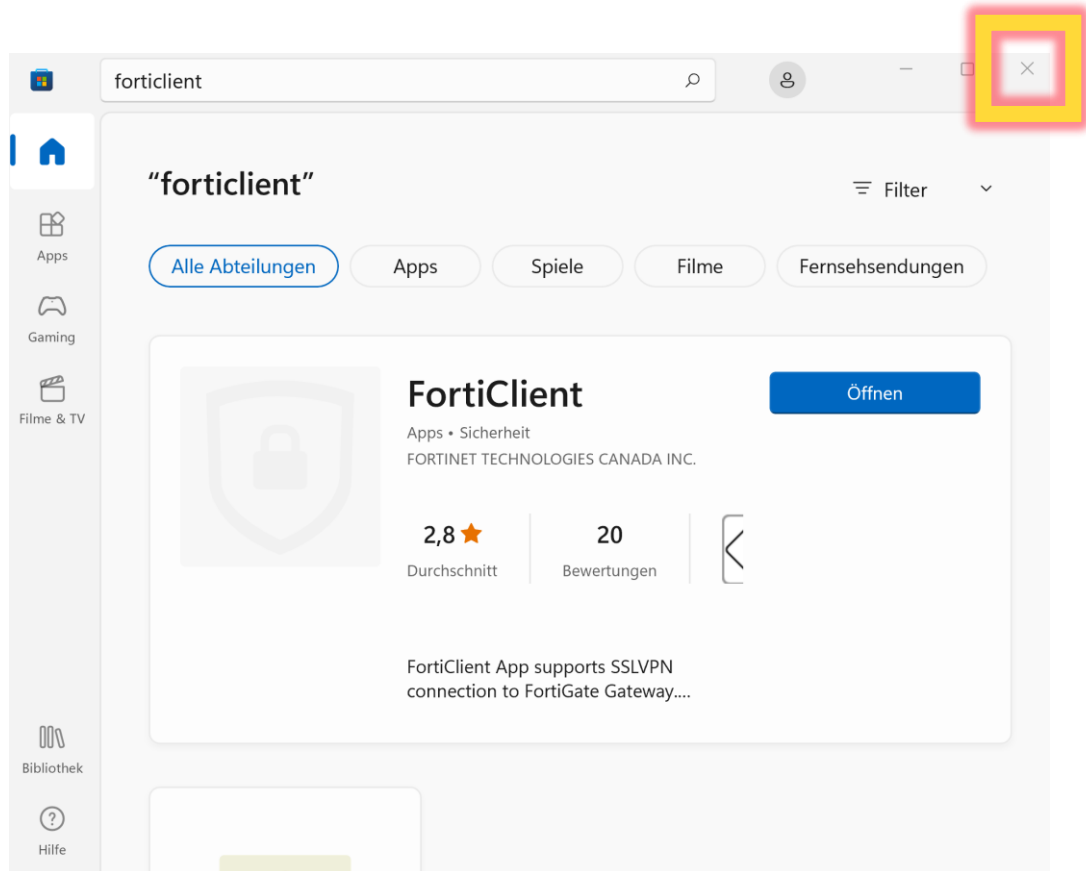 forticlient
“forticlient”
Filter
Alle Abteilungen
Apps
Spiele
Filme
Fernsehsendungen
Apps
Gaming
Filme & TV
FortiClient
Öffnen
Apps • Sicherheit
FORTINET TECHNOLOGIES CANADA INC.
2,8
20
Durchschnitt
Bewertungen
FortiClient App supports SSLVPN
connection to FortiGate Gateway....
Bibliothek
Hilfe